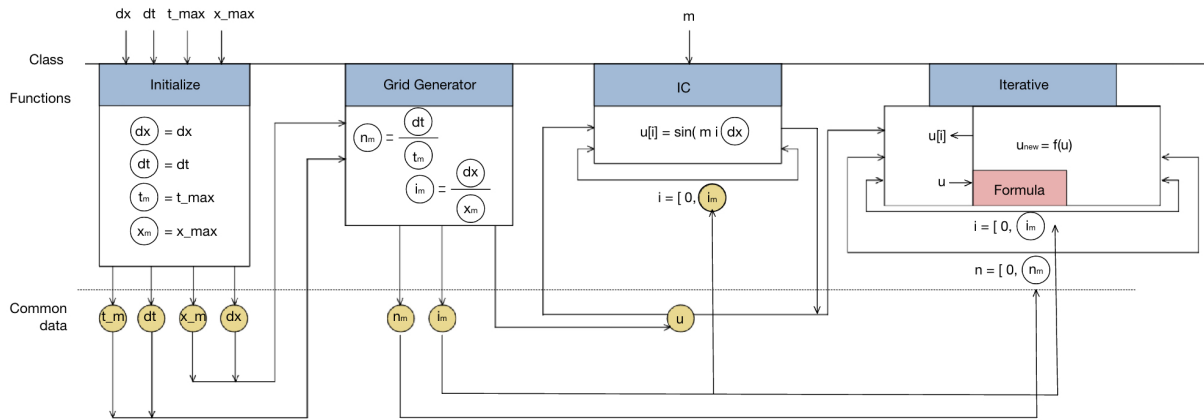 dx dt t_max x_max m
Class
Functions
Initialize
dx = dx
dt = dt
tm = t_max
xm = x_max
Grid Generator
nm = dt
tm
im = dx
xm
IC
u[i] = sin( m i dx
i = [ 0, im
Iterative
u[i]
unew = f(u)
u
Formula
i = [ 0, im
n = [ 0, nm
Common
data
t_m dt x_m dx nm im u